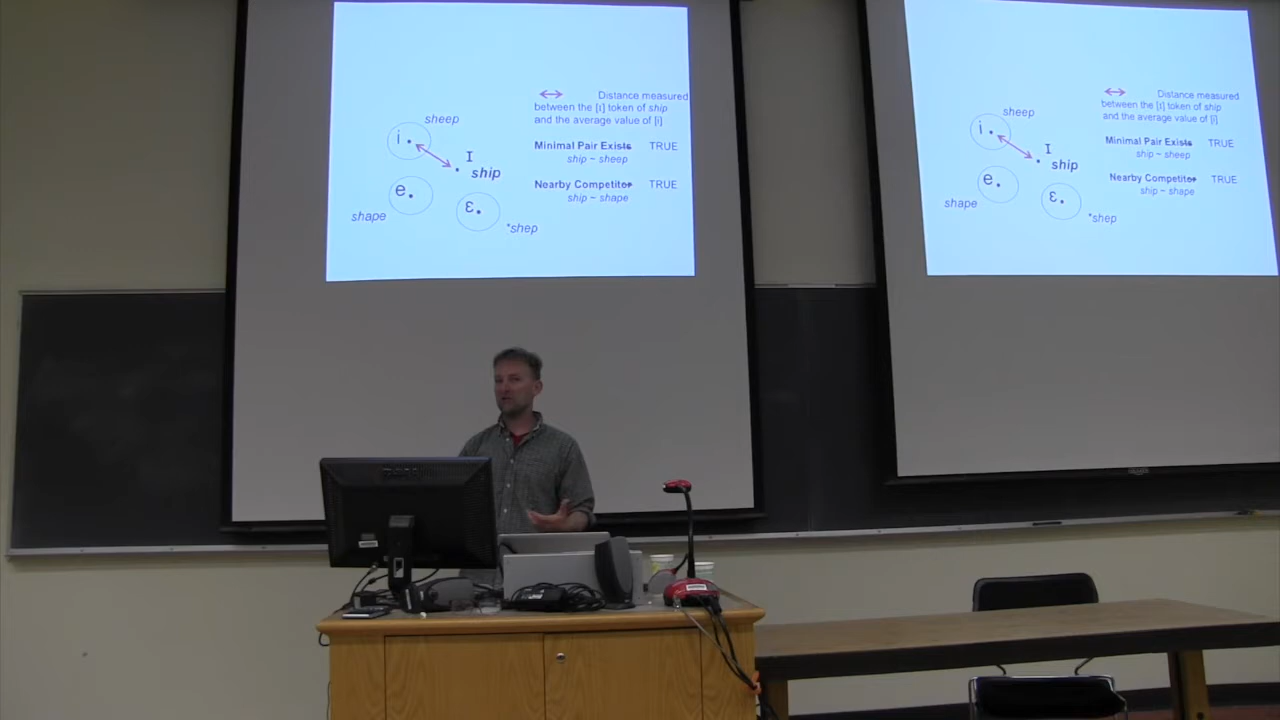 sheep
i.
I
ship
e.
ɛ.
shape
*shep
Distance measured
between the [ɪ] token of ship
and the average value of [i]
Minimal Pair Exists TRUE
ship ~ sheep
Nearby Competitor TRUE
ship ~ shape
sheep
i.
I
ship
e.
ɛ.
shape
*shep
Distance measured
between the [ɪ] token of ship
and the average value of [i]
Minimal Pair Exists TRUE
ship ~ sheep
Nearby Competitor TRUE
ship ~ shape